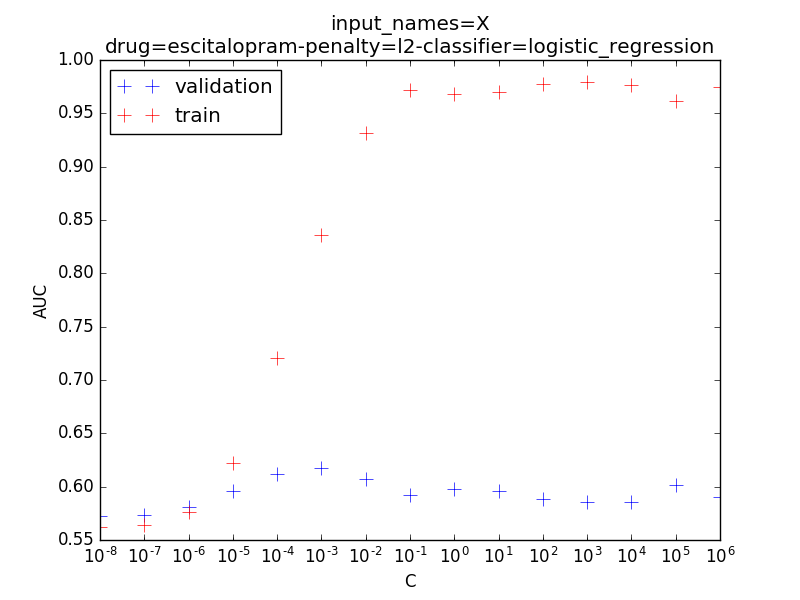 input_names=X
drug=escitalopram-penalty=l2-classifier=logistic_regression
validation
train
1.00
0.95
0.90
0.85
0.80
0.75
0.70
0.65
0.60
0.55
AUC
10^-8 10^-7 10^-6 10^-5 10^-4 10^-3 10^-2 10^-1 10^0 10^1 10^2 10^3 10^4 10^5 10^6
C